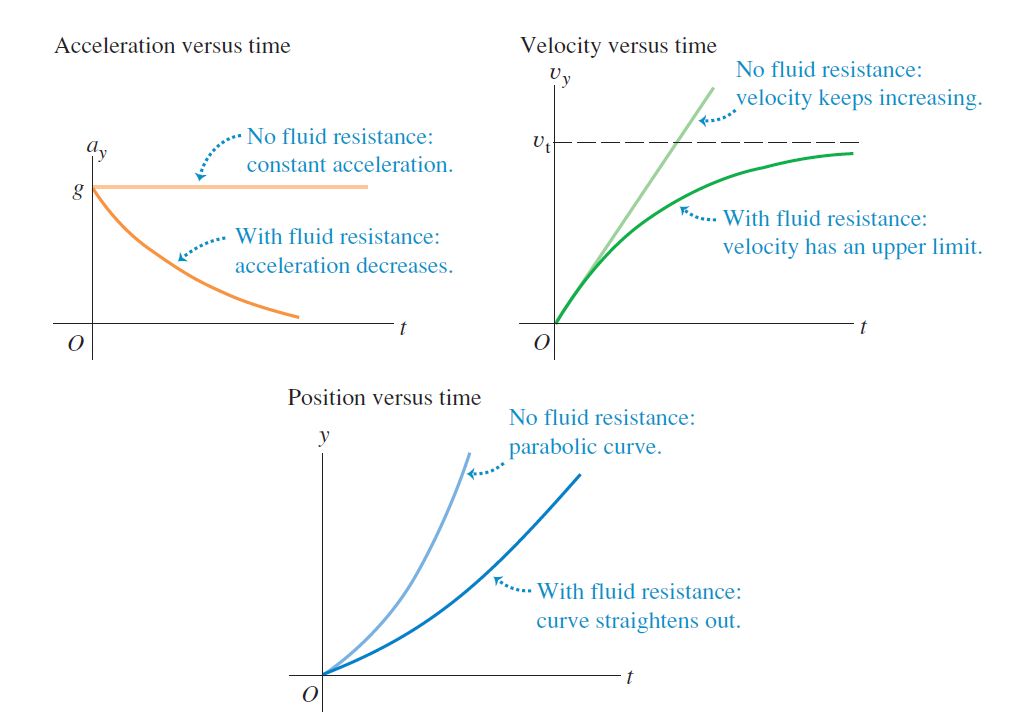 Acceleration versus time
a_y
g
No fluid resistance:
constant acceleration.
With fluid resistance:
acceleration decreases.
O
t
Velocity versus time
v_y
v_t
No fluid resistance:
velocity keeps increasing.
With fluid resistance:
velocity has an upper limit.
O
t
Position versus time
y
No fluid resistance:
parabolic curve.
With fluid resistance:
curve straightens out.
O
t